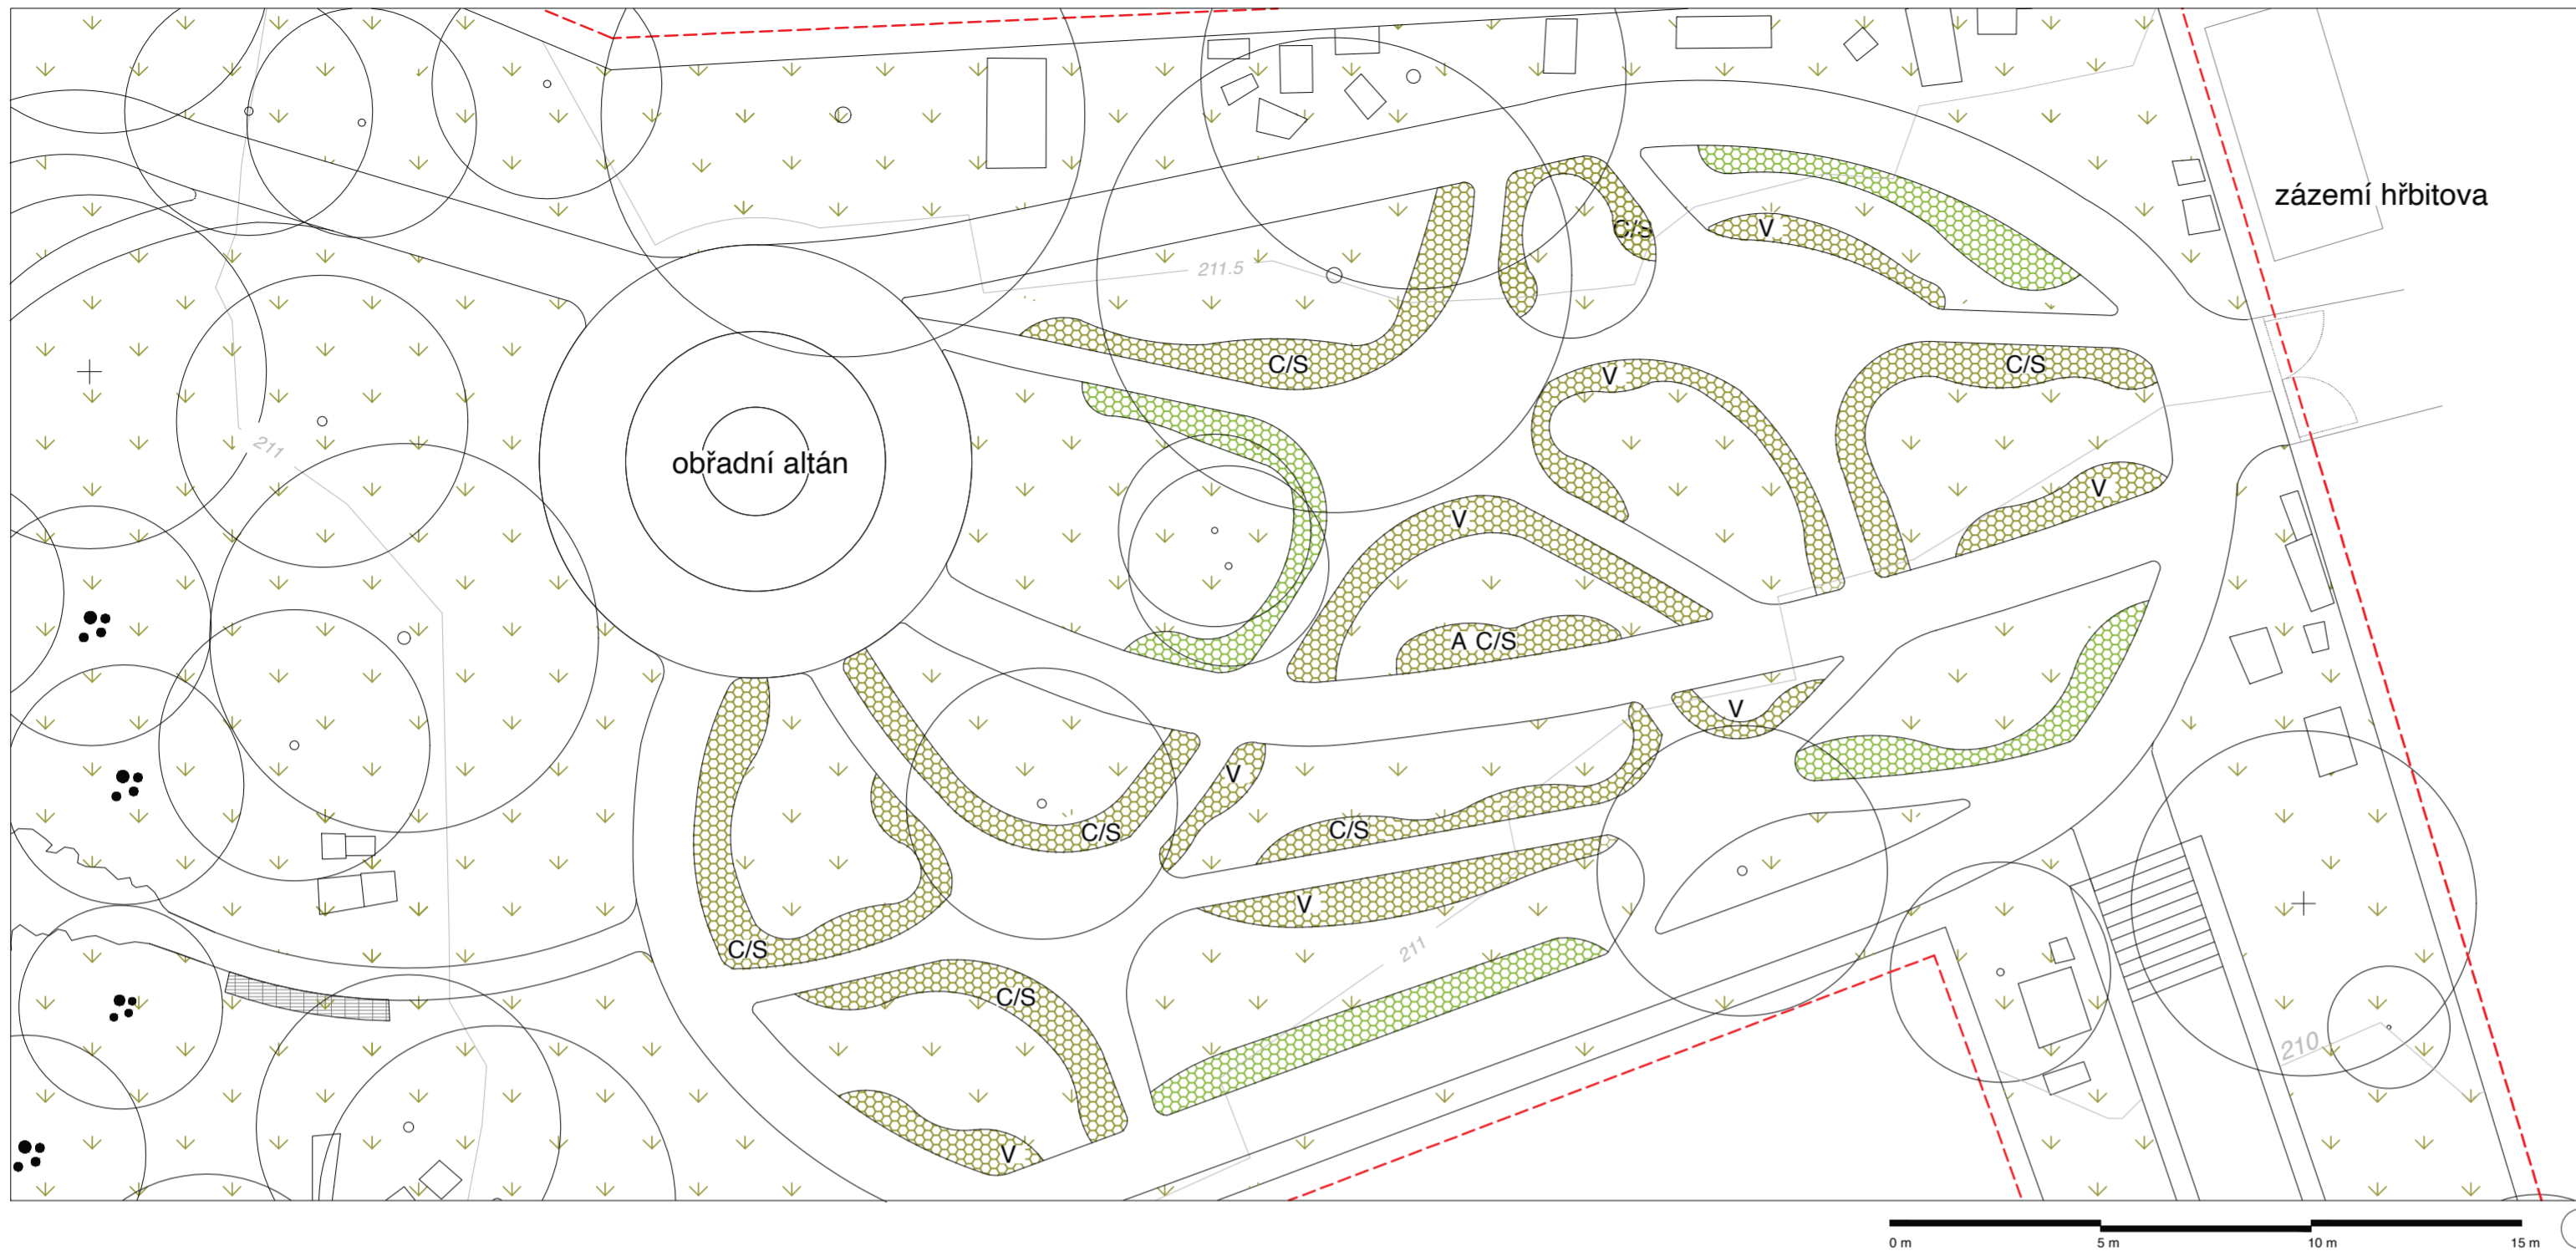 zázemí hřbitova
C/S
V
211.5
C/S
V
C/S
211
obřadní altán
V
V
A C/S
V
V
C/S
C/S
V
C/S
211
C/S
210
V
0 m
5 m
10 m
15 m